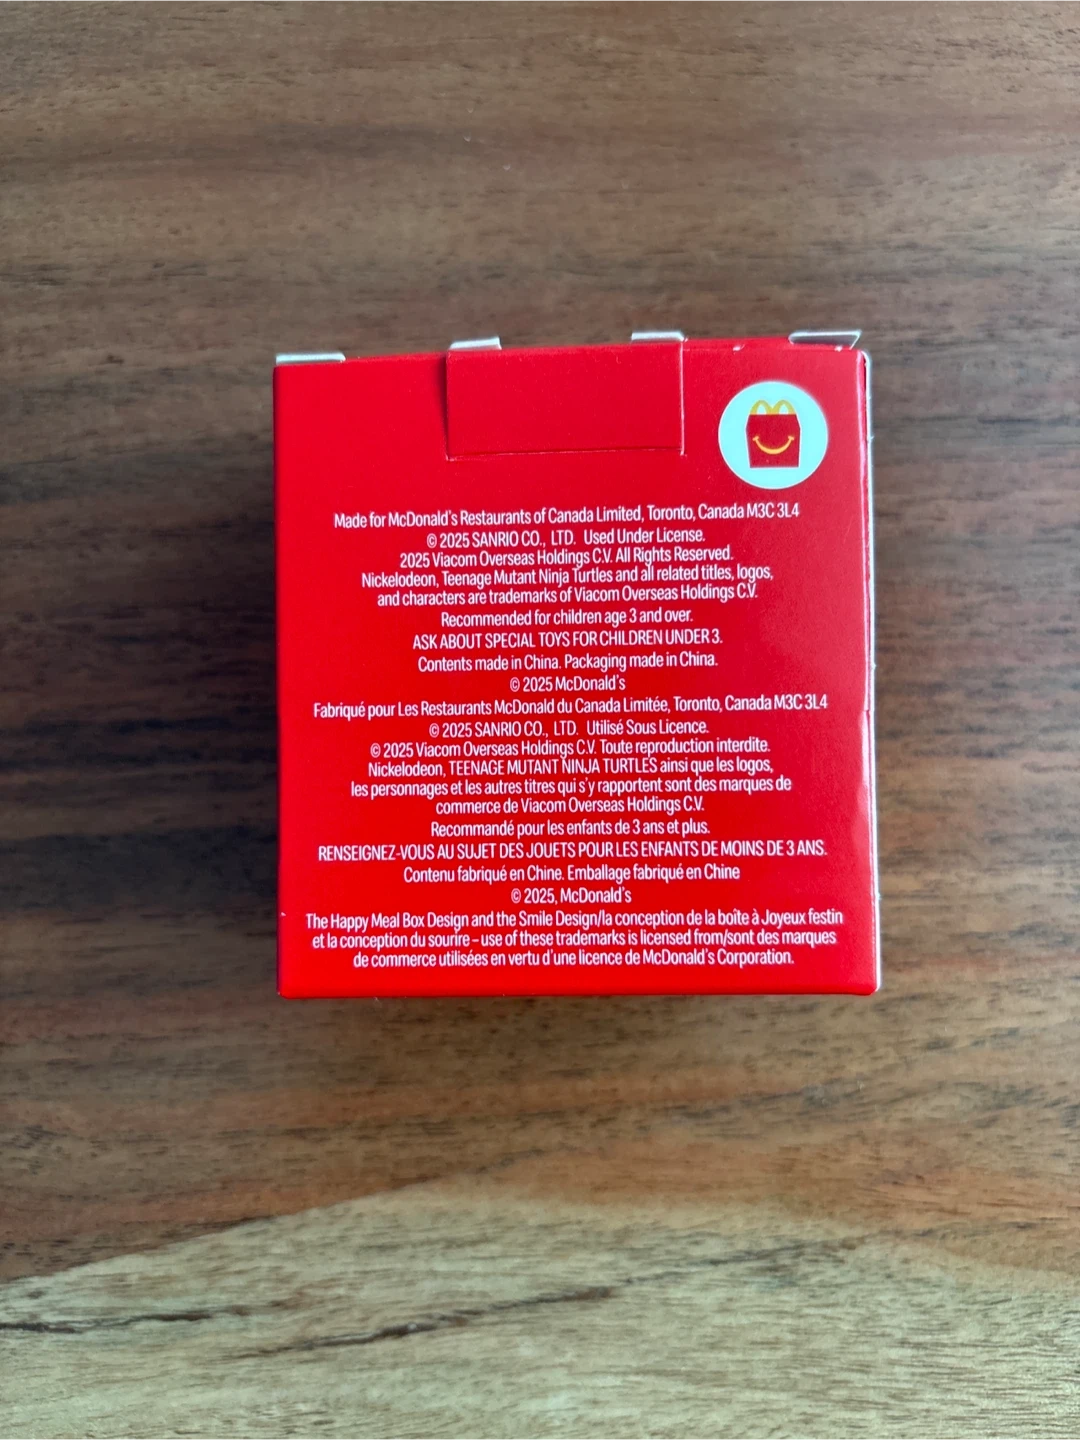 Made for McDonald's Restaurants of Canada Limited, Toronto, Canada M3C 3L4
© 2025 SANRIO CO., LTD. Used Under License.
2025 Viacom Overseas Holdings C.V. All Rights Reserved.
Nickelodeon, Teenage Mutant Ninja Turtles and all related titles, logos,
and characters are trademarks of Viacom Overseas Holdings C.V.
Recommended for children age 3 and over.
ASK ABOUT SPECIAL TOYS FOR CHILDREN UNDER 3.
Contents made in China. Packaging made in China.
© 2025 McDonald's
Fabriqué pour Les Restaurants McDonald du Canada Limitée, Toronto, Canada M3C 3L4
© 2025 SANRIO CO., LTD. Utilisé Sous Licence.
© 2025 Viacom Overseas Holdings C.V. Toute reproduction interdite.
Nickelodeon, TEENAGE MUTANT NINJA TURTLES ainsi que les logos,
les personnages et les autres titres qui s'y rapportent sont des marques de
commerce de Viacom Overseas Holdings C.V.
Recommandé pour les enfants de 3 ans et plus.
RENSEIGNEZ-VOUS AU SUJET DES JOUETS POUR LES ENFANTS DE MOINS DE 3 ANS.
Contenu fabriqué en Chine. Emballage fabriqué en Chine
© 2025, McDonald's
The Happy Meal Box Design and the Smile Design/la conception de la boîte à Joyeux festin
et la conception du sourire – use of these trademarks is licensed from/sont des marques
de commerce utilisées en vertu d'une licence de McDonald's Corporation.